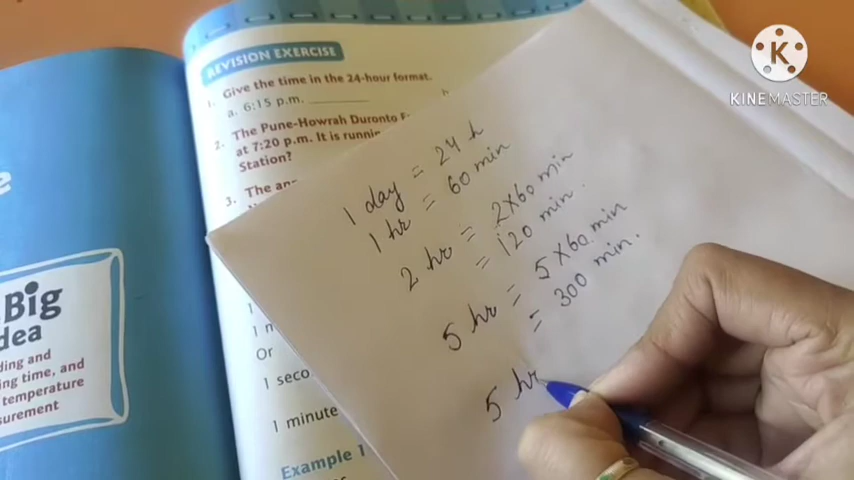 REVISION EXERCISE
1. Give the time in the 24-hour format.
a. 6:15 p.m.
2. The Pune-Howrah Duronto
at 7:20 p.m. It is runnin
Station?
3. The
1 day = 24 h
1 hr = 60 min
2 hr = 2×60 min
= 120 min.
5 hr = 5×60 min
= 300 min.
5 hr
Or
1 seco
1 minute
Example 1
Big
dea
ding and
ing time, and
temperature
urement
KINEMASTER